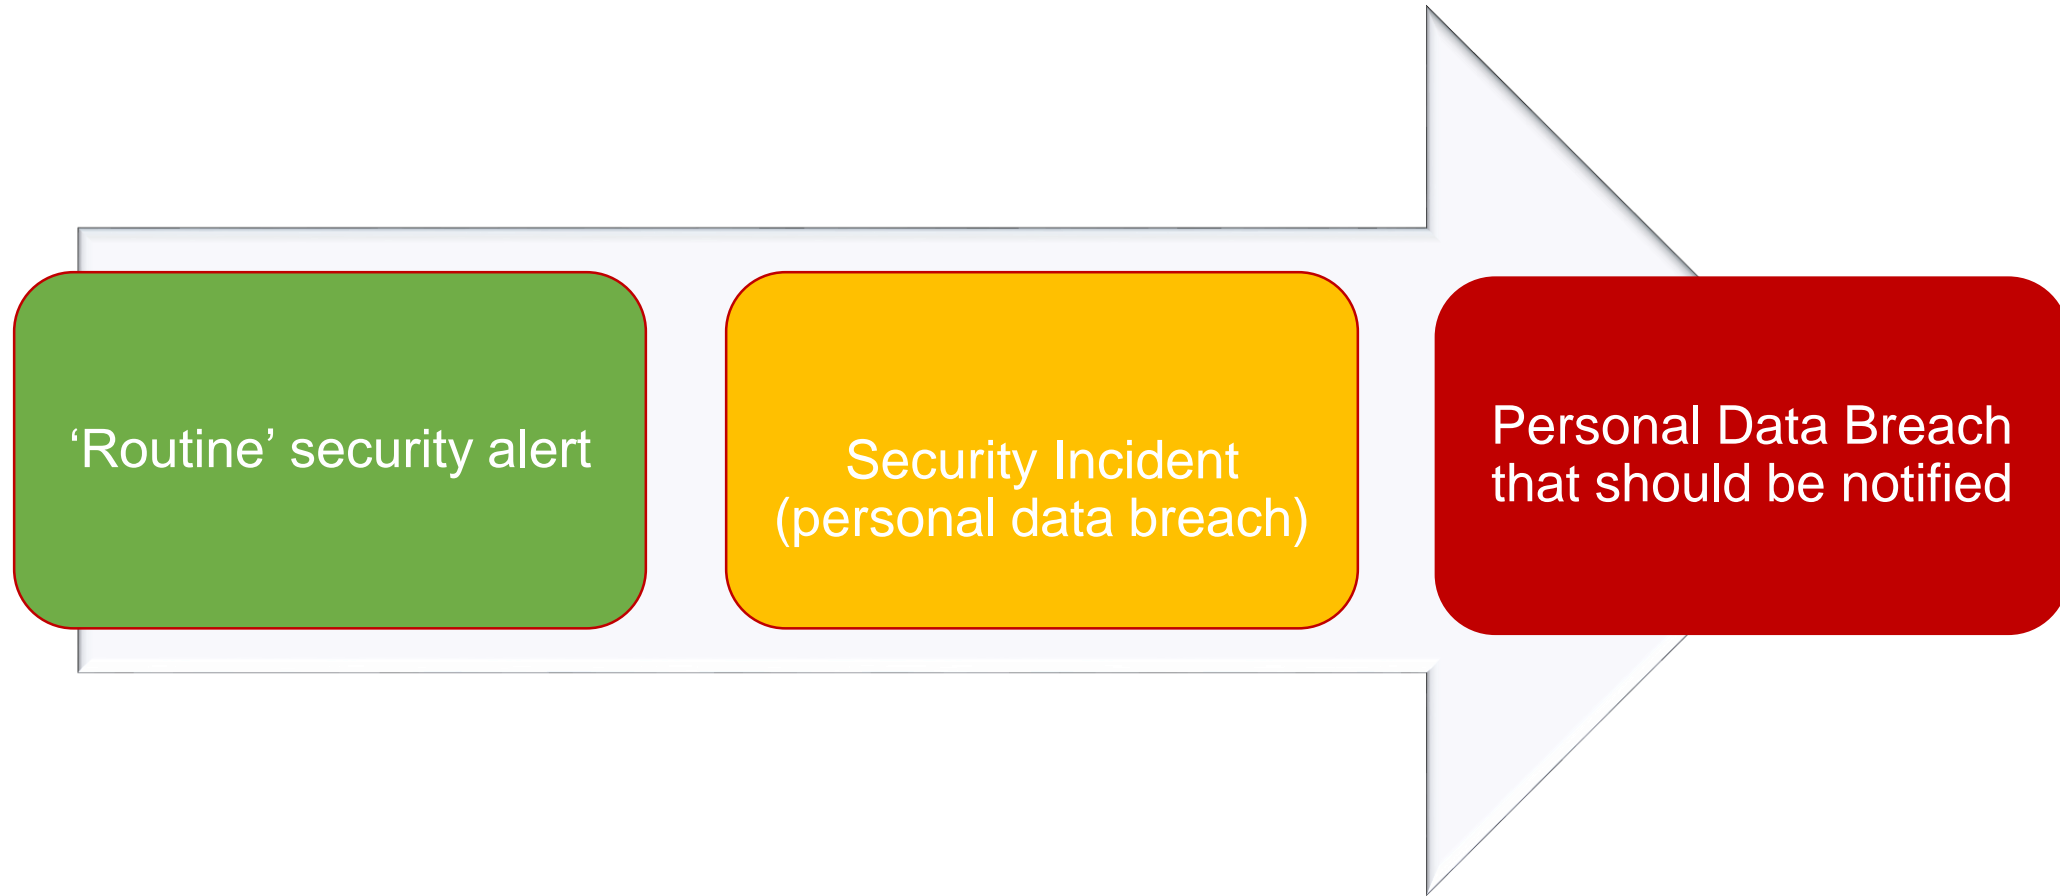 ‘Routine’ security alert
Security Incident
(personal data breach)
Personal Data Breach
that should be notified